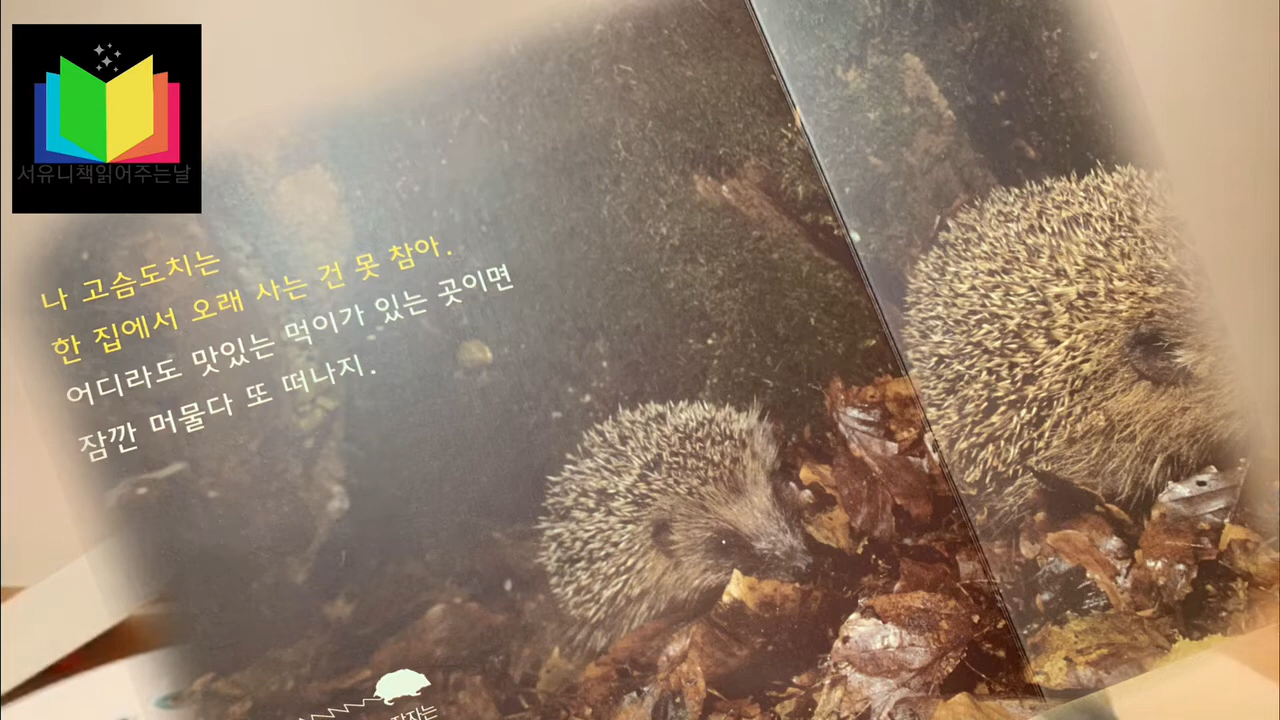 서유니책읽어주는날
나 고슴도치는
한 집에서 오래 사는 건 못 참아.
어디라도 맛있는 먹이가 있는 곳이면
잠깐 머물다 또 떠나지.